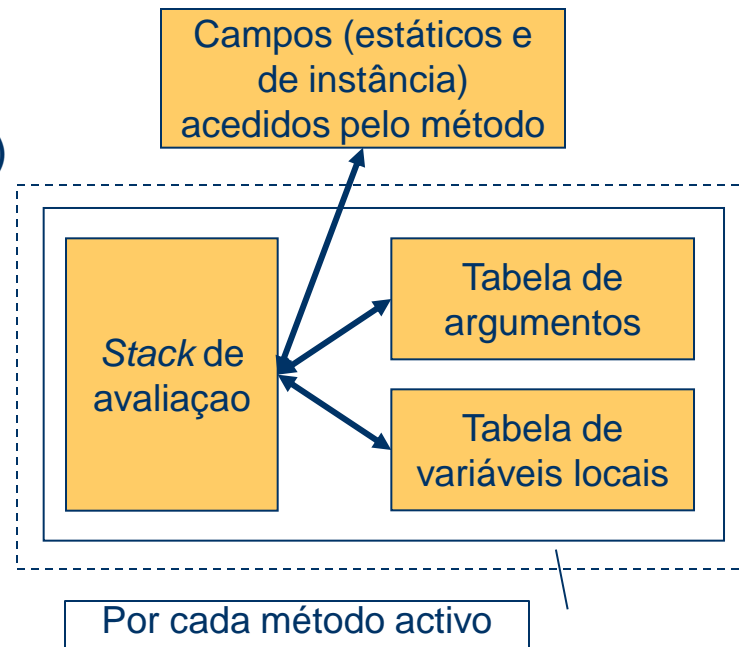 Campos (estáticos e
de instância)
acedidos pelo método
)
Stack de
avaliaçao
Tabela de
argumentos
Tabela de
variáveis locais
Por cada método activo